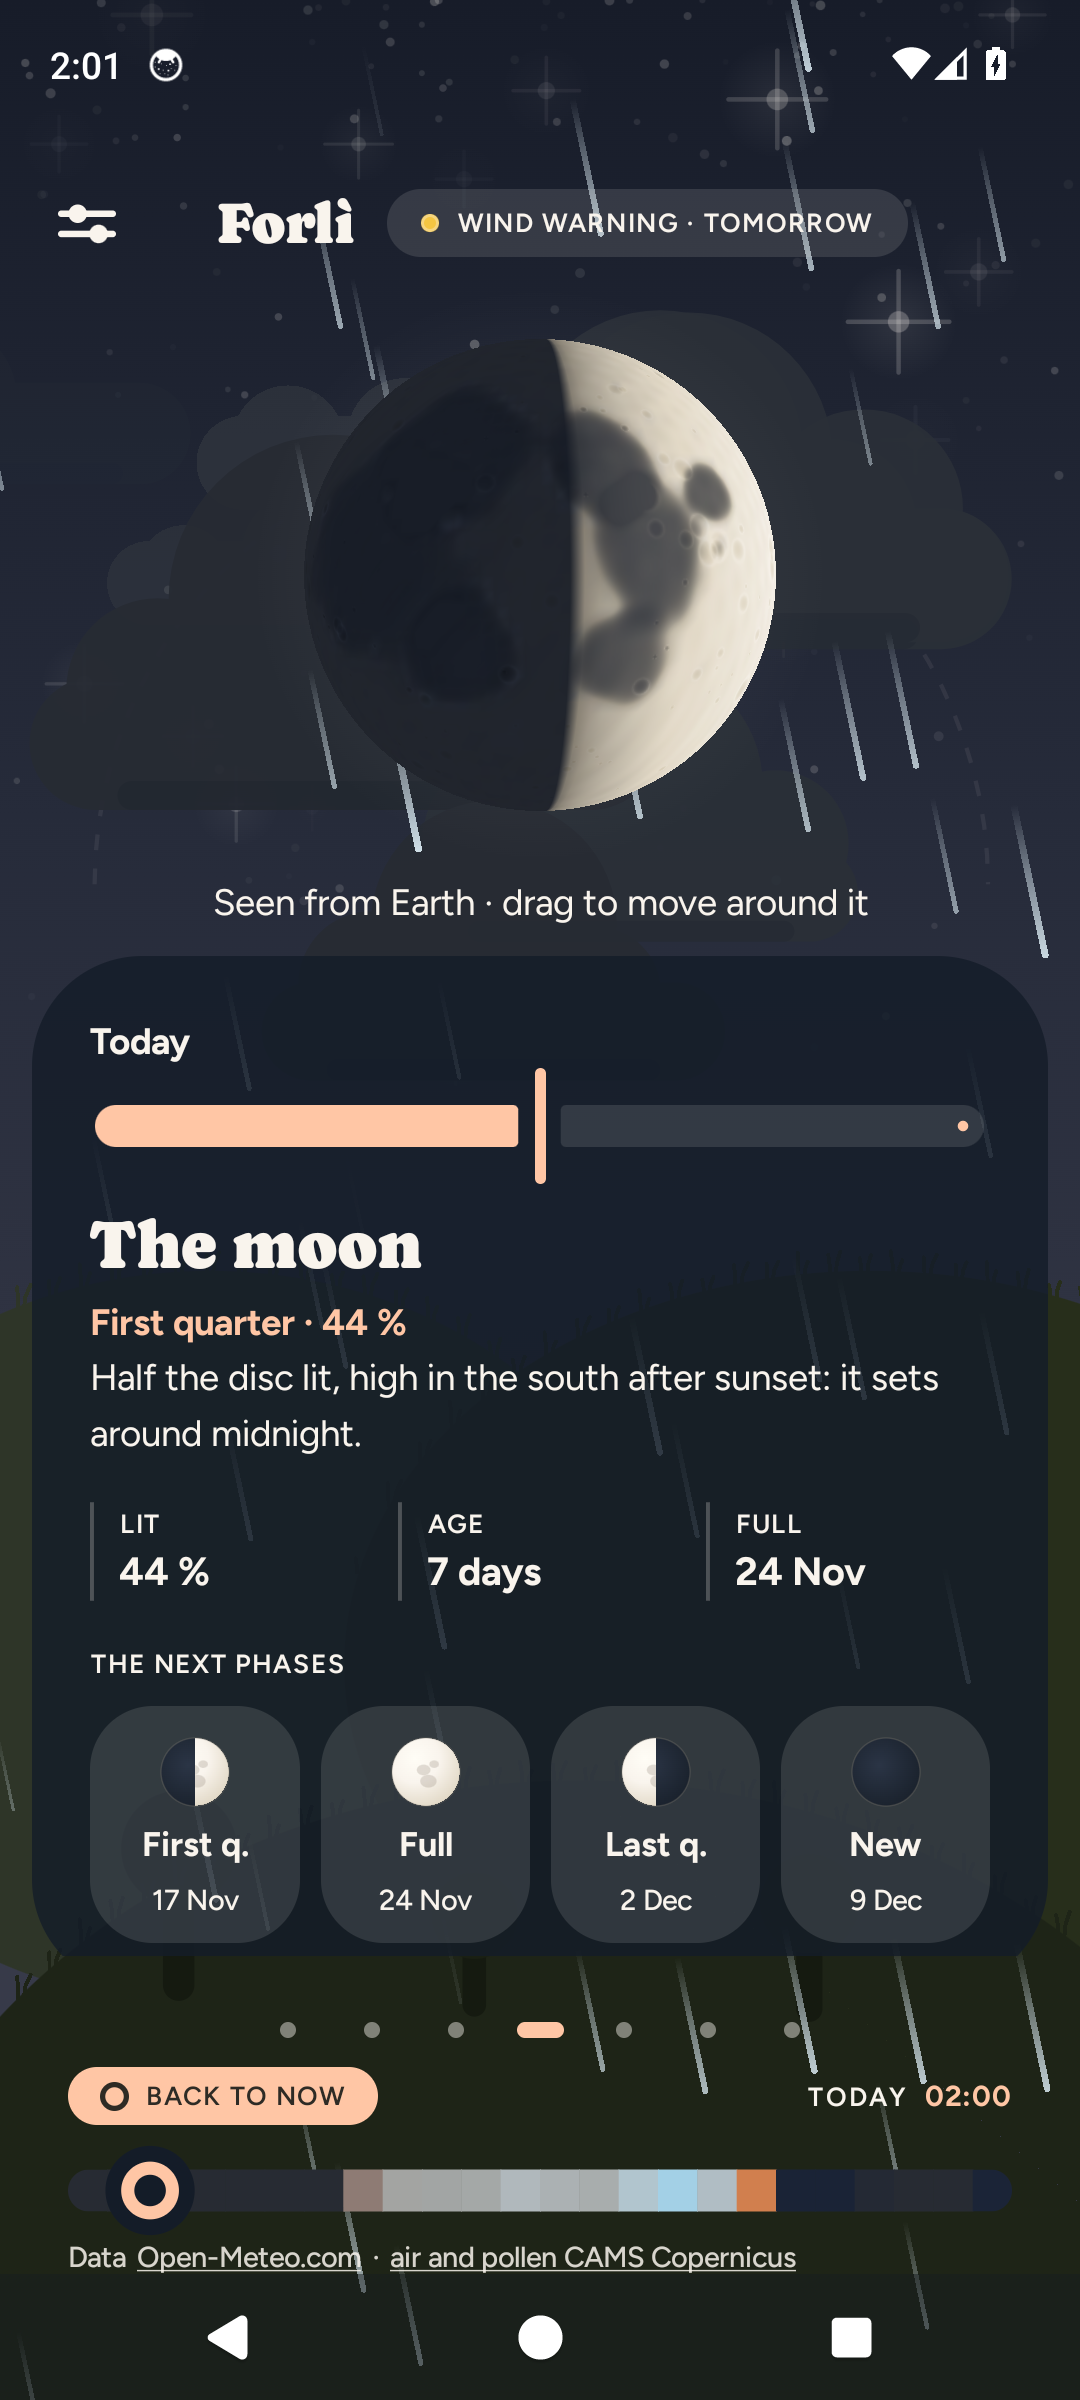 2:01
Forlì
WIND WARNING · TOMORROW
Seen from Earth · drag to move around it
Today
The moon
First quarter · 44 %
Half the disc lit, high in the south after sunset: it sets
around midnight.
LIT
44 %
AGE
7 days
FULL
24 Nov
THE NEXT PHASES
First q.
17 Nov
Full
24 Nov
Last q.
2 Dec
New
9 Dec
BACK TO NOW
TODAY 02:00
Data Open-Meteo.com · air and pollen CAMS Copernicus